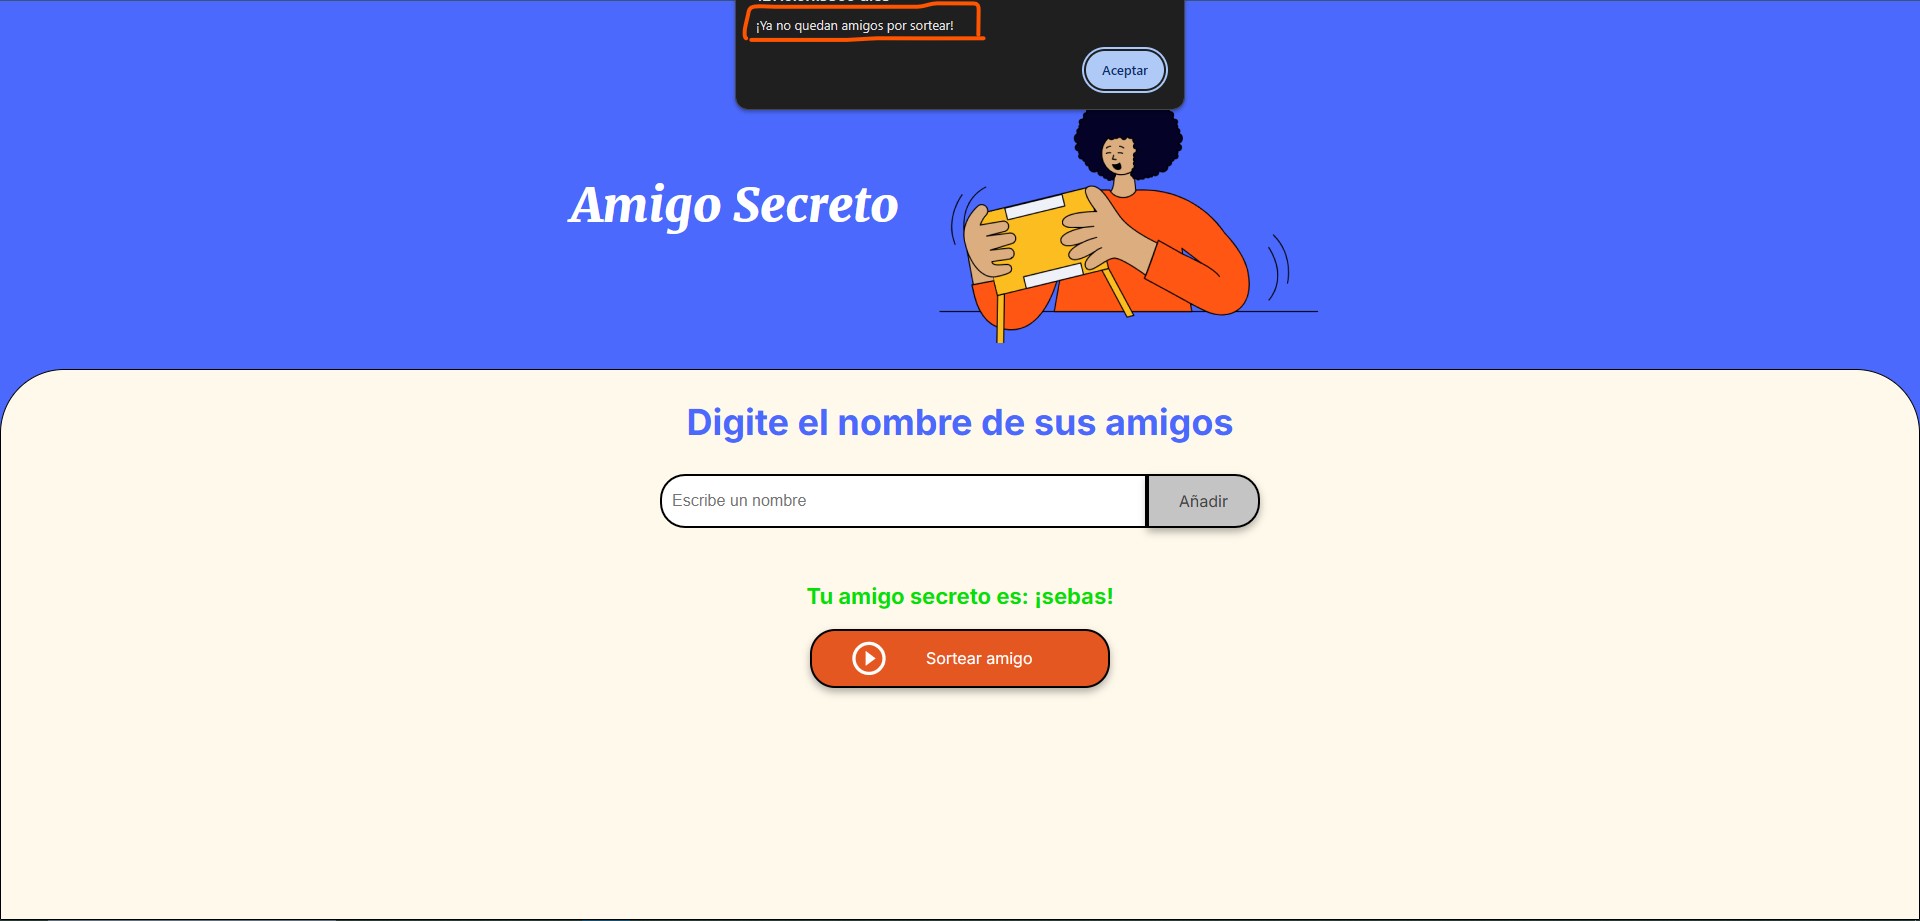 ¡Ya no quedan amigos por sortear!
Aceptar
Amigo Secreto
Digite el nombre de sus amigos
Escribe un nombre
Añadir
Tu amigo secreto es: ¡sebas!
Sortear amigo